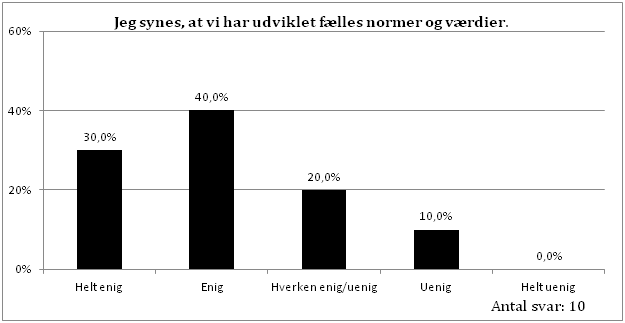 Jeg synes, at vi har udviklet fælles normer og værdier.
60%
40%
20%
0%
30,0%
40,0%
20,0%
10,0%
0,0%
Helt enig
Enig
Hverken enig/uenig
Uenig
Helt uenig
Antal svar: 10